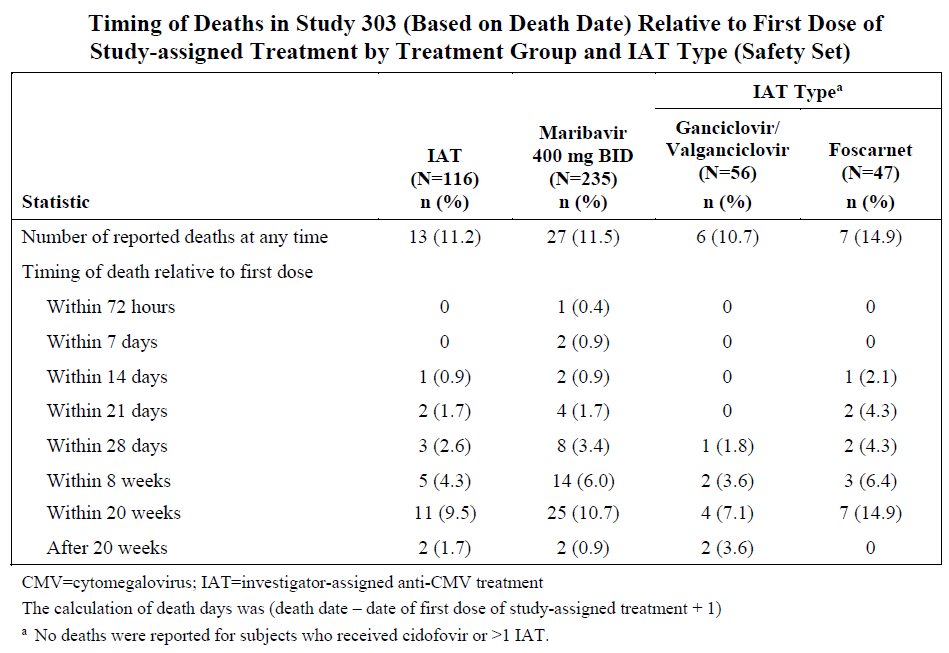 Timing of Deaths in Study 303 (Based on Death Date) Relative to First Dose of
Study-assigned Treatment by Treatment Group and IAT Type (Safety Set)
IAT Typeᵃ
Statistic
IAT
(N=116)
n (%)
Maribavir
400 mg BID
(N=235)
n (%)
Ganciclovir/
Valganciclovir
(N=56)
n (%)
Foscarnet
(N=47)
n (%)
Number of reported deaths at any time 13 (11.2) 27 (11.5) 6 (10.7) 7 (14.9)
Timing of death relative to first dose
Within 72 hours 0 1 (0.4) 0 0
Within 7 days 0 2 (0.9) 0 0
Within 14 days 1 (0.9) 2 (0.9) 0 1 (2.1)
Within 21 days 2 (1.7) 4 (1.7) 0 2 (4.3)
Within 28 days 3 (2.6) 8 (3.4) 1 (1.8) 2 (4.3)
Within 8 weeks 5 (4.3) 14 (6.0) 2 (3.6) 3 (6.4)
Within 20 weeks 11 (9.5) 25 (10.7) 4 (7.1) 7 (14.9)
After 20 weeks 2 (1.7) 2 (0.9) 2 (3.6) 0
CMV=cytomegalovirus; IAT=investigator-assigned anti-CMV treatment
The calculation of death days was (death date – date of first dose of study-assigned treatment + 1)
ᵃ No deaths were reported for subjects who received cidofovir or >1 IAT.